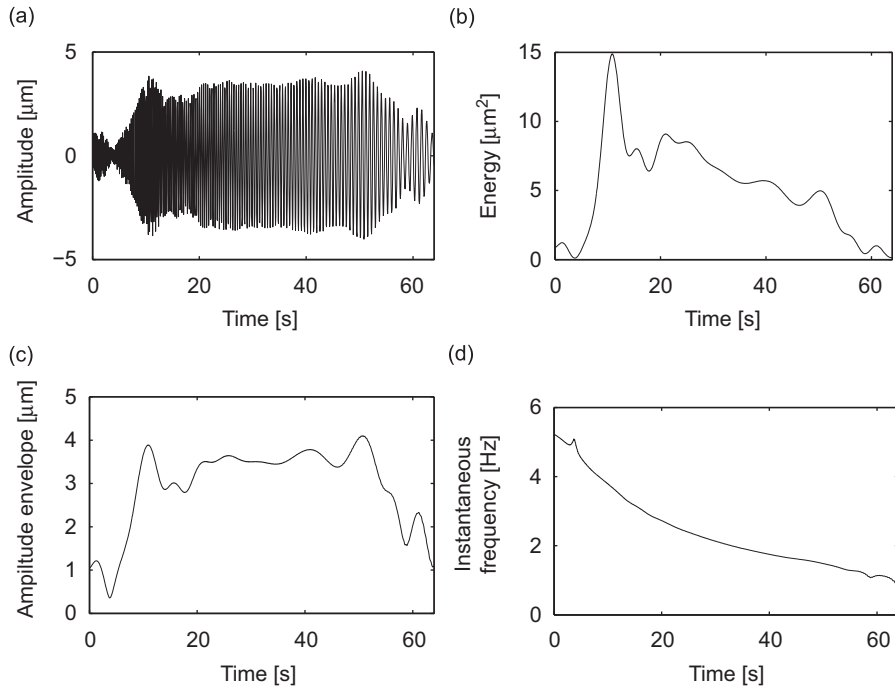 (a)
Amplitude [μm]
5
0
−5
0 20 40 60
Time [s]
(b)
Energy [μm²]
15
10
5
0
0 20 40 60
Time [s]
(c)
Ampiltude envelope [μm]
5
4
3
2
1
0
0 20 40 60
Time [s]
(d)
Instantaneous
frequency [Hz]
6
4
2
0
0 20 40 60
Time [s]